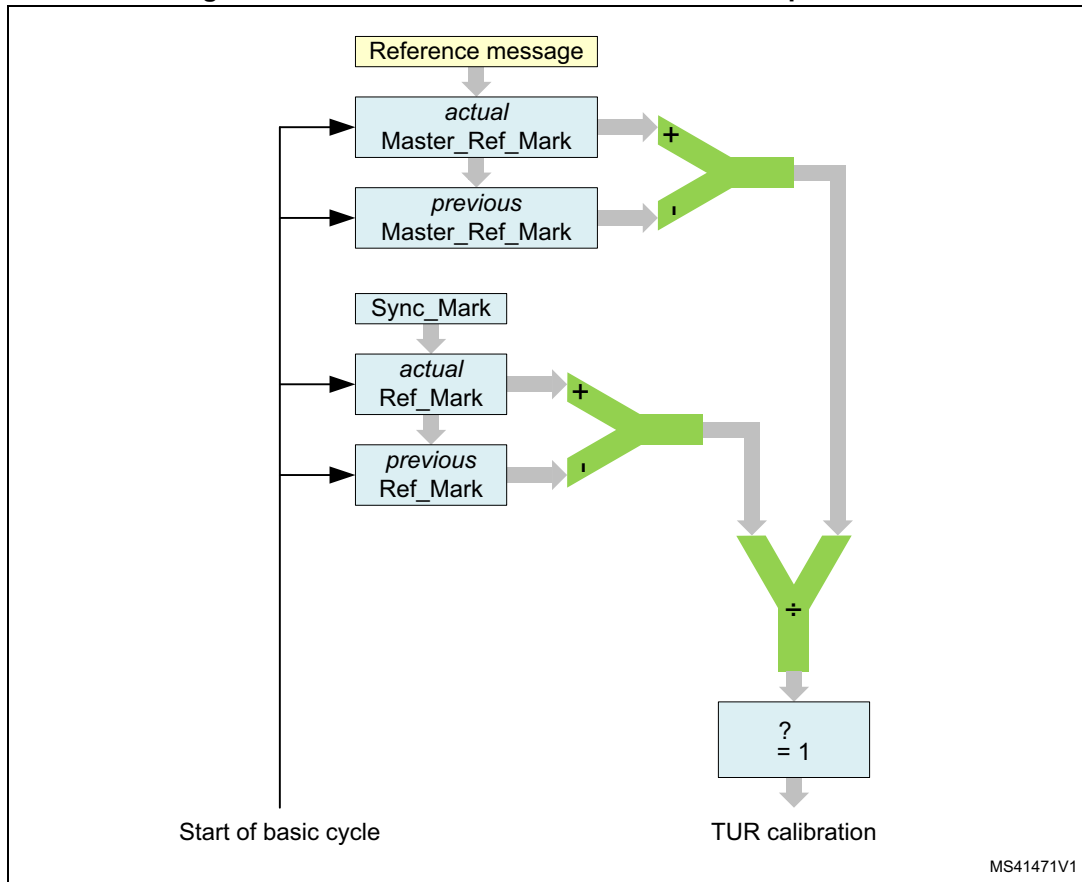 Reference message
actual
Master_Ref_Mark
+
previous
Master_Ref_Mark
-
Sync_Mark
actual
Ref_Mark
+
previous
Ref_Mark
-
÷
?
= 1
Start of basic cycle
TUR calibration
MS41471V1